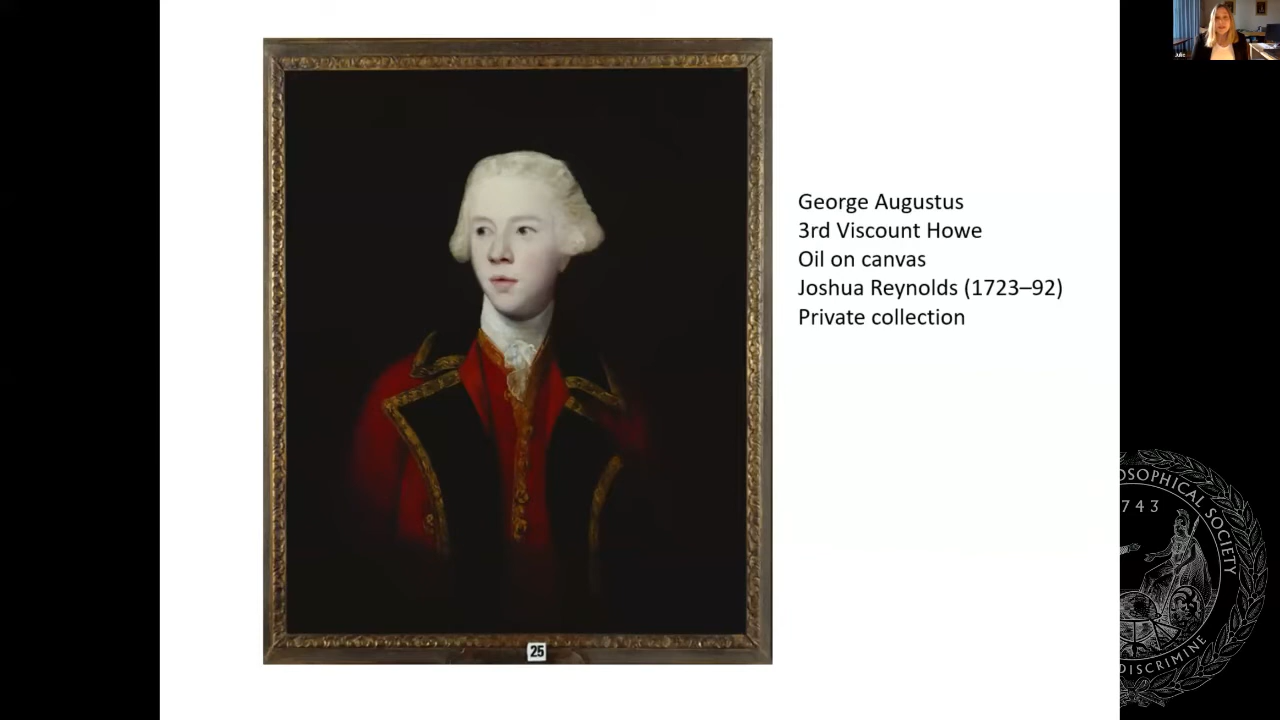 George Augustus
3rd Viscount Howe
Oil on canvas
Joshua Reynolds (1723–92)
Private collection
25
Julie
OSOPHICAL SOCIETY
743
DISCRIMINE